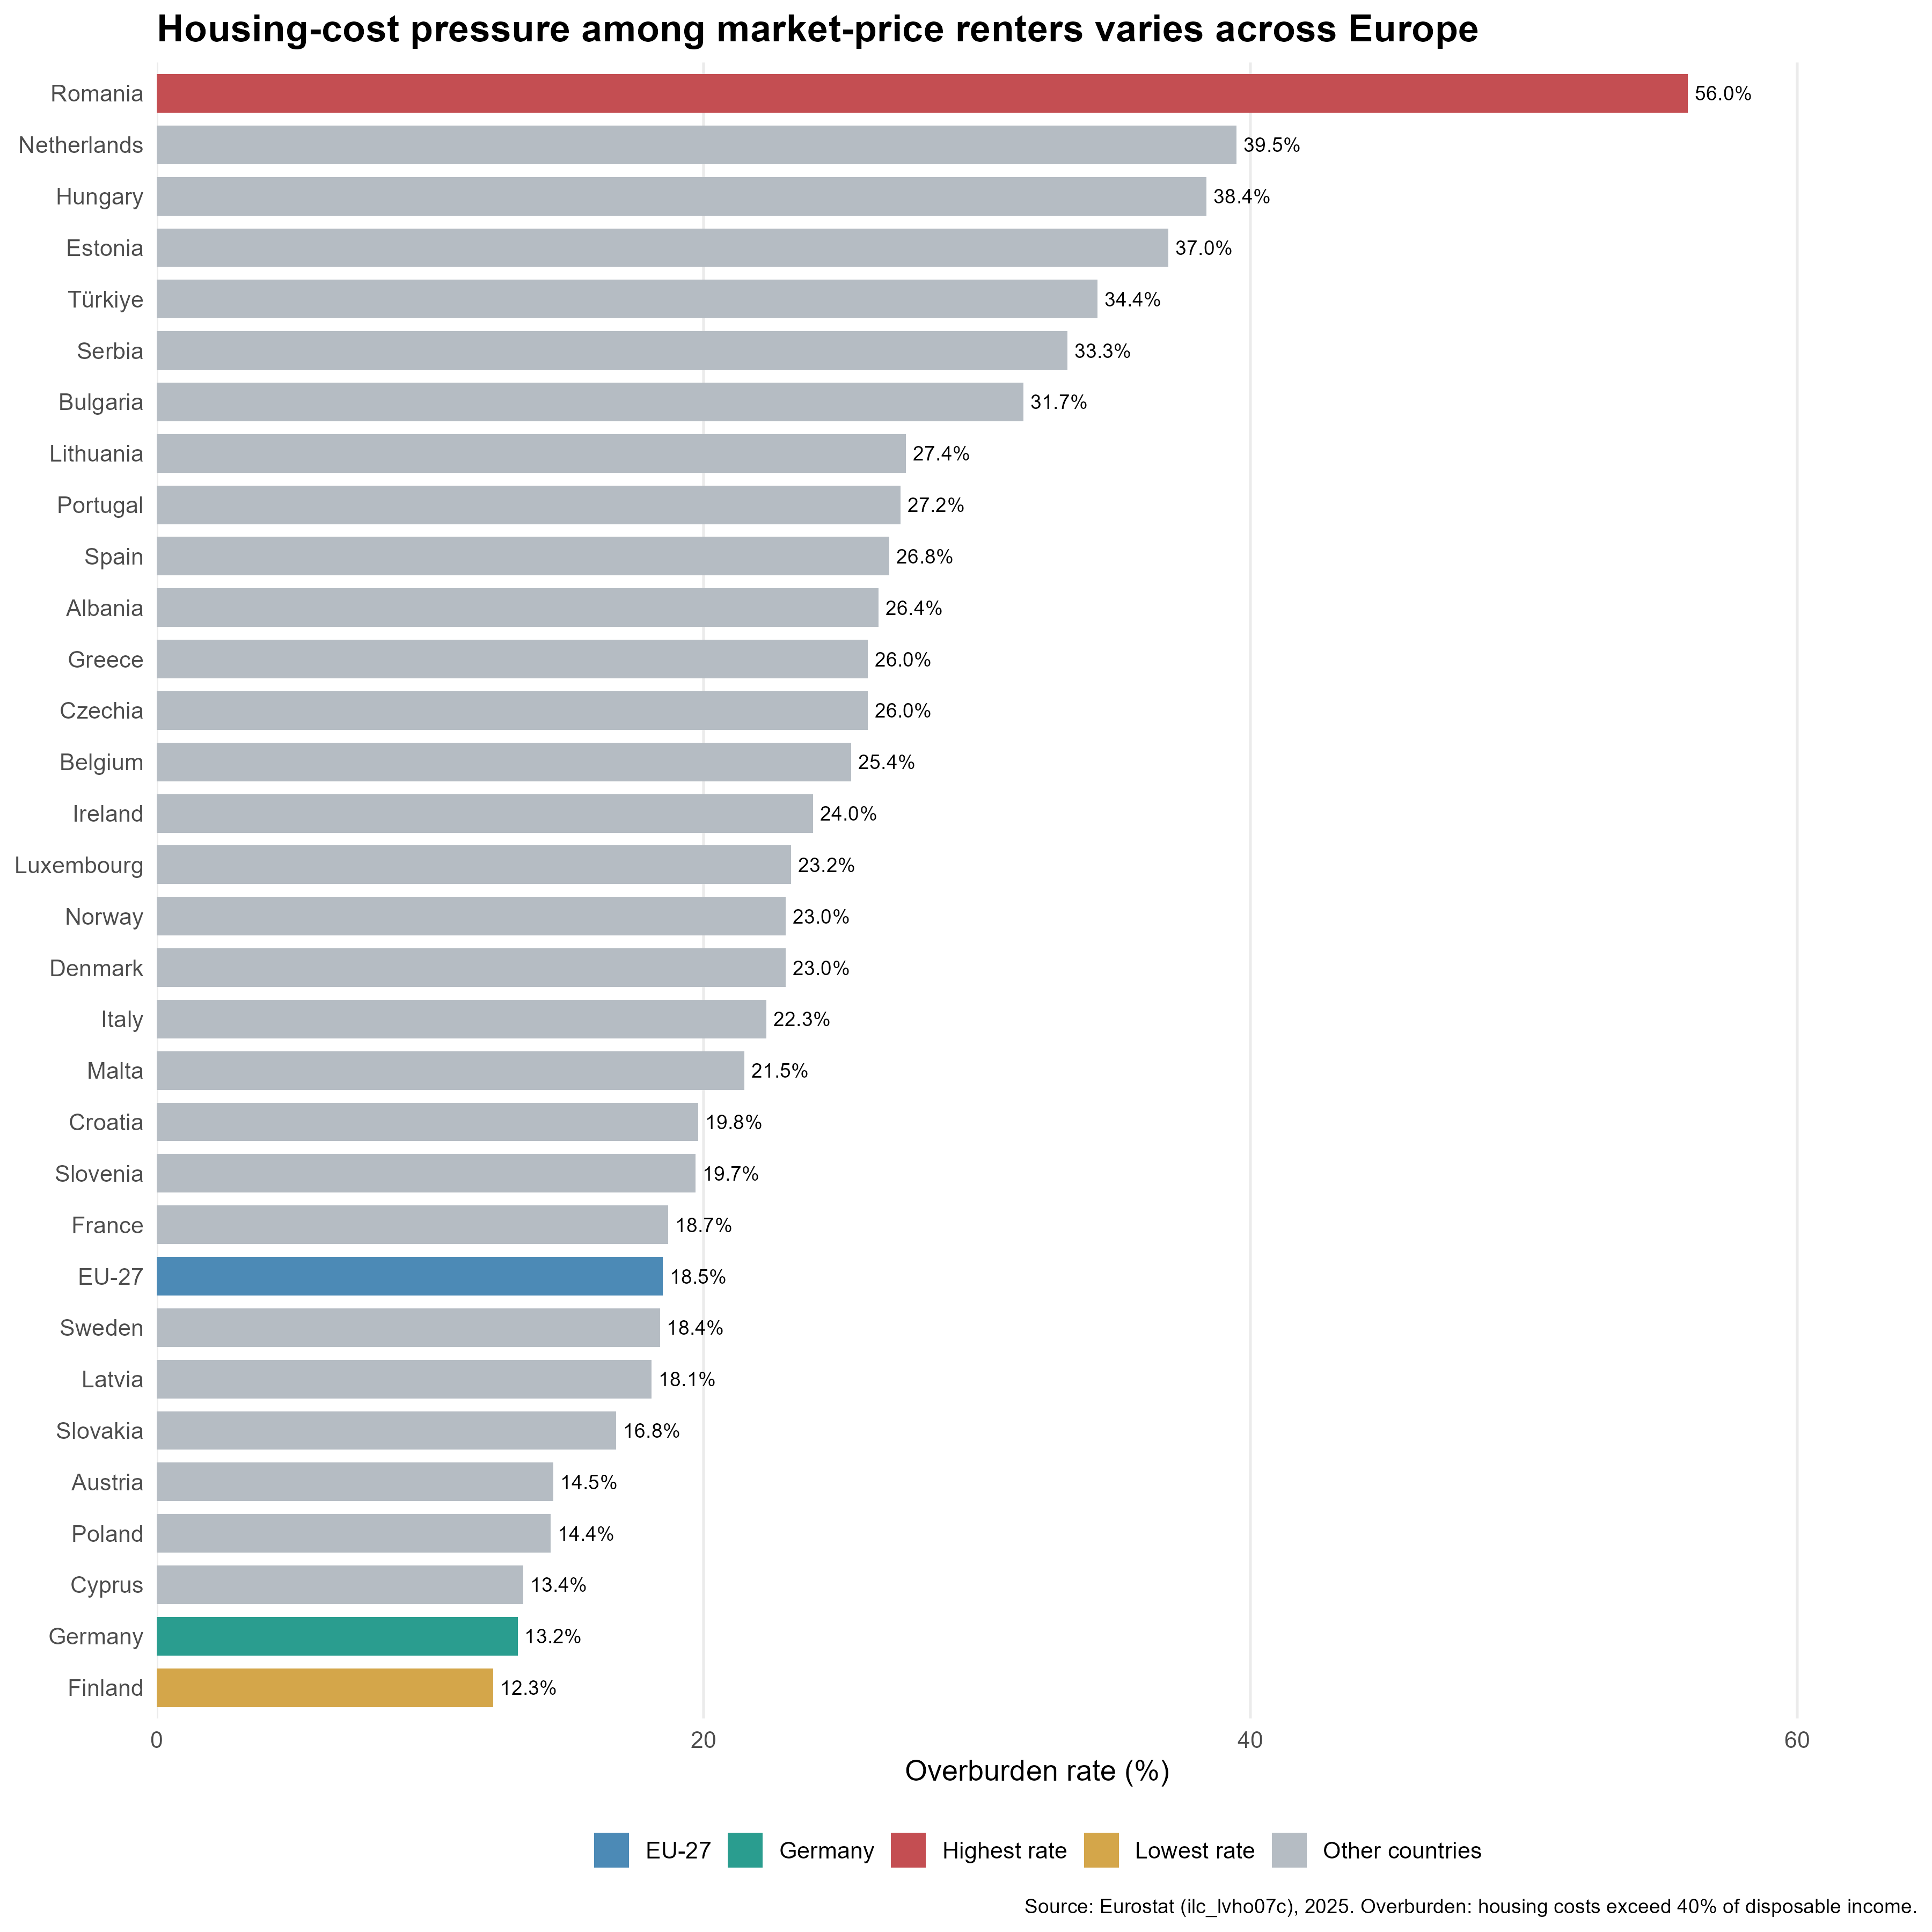 Housing-cost pressure among market-price renters varies across Europe
Romania 56.0%
Netherlands 39.5%
Hungary 38.4%
Estonia 37.0%
Türkiye 34.4%
Serbia 33.3%
Bulgaria 31.7%
Lithuania 27.4%
Portugal 27.2%
Spain 26.8%
Albania 26.4%
Greece 26.0%
Czechia 26.0%
Belgium 25.4%
Ireland 24.0%
Luxembourg 23.2%
Norway 23.0%
Denmark 23.0%
Italy 22.3%
Malta 21.5%
Croatia 19.8%
Slovenia 19.7%
France 18.7%
EU-27 18.5%
Sweden 18.4%
Latvia 18.1%
Slovakia 16.8%
Austria 14.5%
Poland 14.4%
Cyprus 13.4%
Germany 13.2%
Finland 12.3%
0 20 40 60
Overburden rate (%)
EU-27 Germany Highest rate Lowest rate Other countries
Source: Eurostat (ilc_lvho07c), 2025. Overburden: housing costs exceed 40% of disposable income.